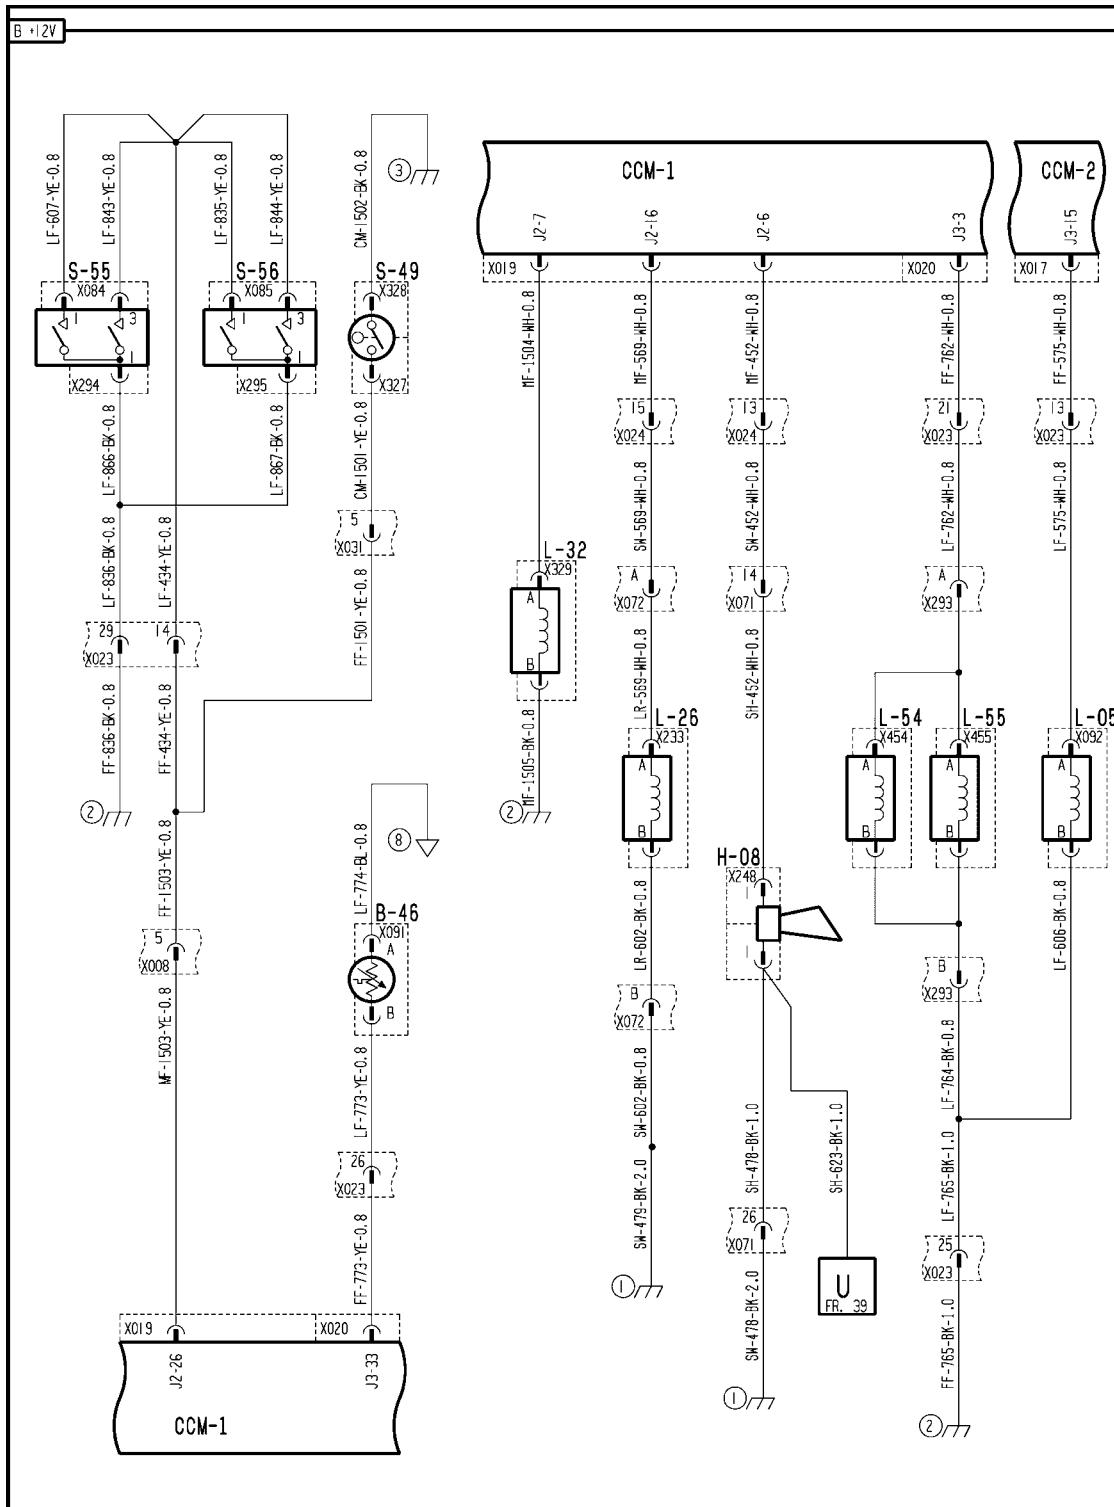 B +12V
LF-607-YE-0.8
LF-843-YE-0.8
LF-835-YE-0.8
LF-844-YE-0.8
CM-1502-BK-0.8
3
S-55
X084
1
3
1
X294
S-56
X085
1
3
1
X295
S-49
X328
X327
LF-866-BK-0.8
LF-867-BK-0.8
CM-1501-YE-0.8
5
X031
LF-836-BK-0.8
LF-434-YE-0.8
FF-1501-YE-0.8
29
14
X023
FF-836-BK-0.8
FF-434-YE-0.8
2
FF-1503-YE-0.8
5
X008
MF-1503-YE-0.8
LF-774-BL-0.8
8
B-46
X091
A
B
LF-773-YE-0.8
26
X023
FF-773-YE-0.8
X019
X020
J2-26
J3-33
CCM-1
CCM-1
J2-7
J2-16
J2-6
J3-3
X019
X020
CCM-2
J3-15
X017
MF-1504-WH-0.8
MF-569-WH-0.8
MF-452-WH-0.8
FF-762-WH-0.8
FF-575-WH-0.8
15
X024
13
X024
21
X023
13
X023
SW-569-WH-0.8
SW-452-WH-0.8
LF-762-WH-0.8
LF-575-WH-0.8
L-32
X329
A
B
A
X072
14
X071
A
X293
LR-569-WH-0.8
SH-452-WH-0.8
MF-1505-BK-0.8
2
L-26
X233
A
B
L-54
X454
A
B
L-55
X455
A
B
L-05
X092
A
B
H-08
X248
1
1
LR-602-BK-0.8
LF-606-BK-0.8
B
X072
B
X293
SW-602-BK-0.8
LF-764-BK-0.8
SH-478-BK-1.0
SH-623-BK-1.0
SW-479-BK-2.0
LF-765-BK-1.0
26
X071
25
X023
1
U
FR. 39
SW-478-BK-2.0
FF-765-BK-1.0
1
2